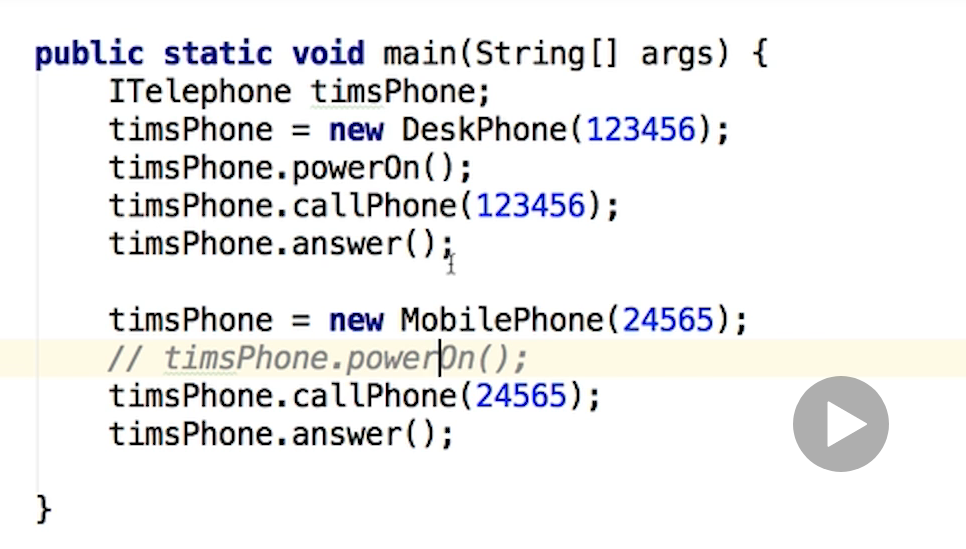 public static void main(String[] args) {
    ITelephone timsPhone;
    timsPhone = new DeskPhone(123456);
    timsPhone.powerOn();
    timsPhone.callPhone(123456);
    timsPhone.answer();

    timsPhone = new MobilePhone(24565);
    // timsPhone.powerOn();
    timsPhone.callPhone(24565);
    timsPhone.answer();

}